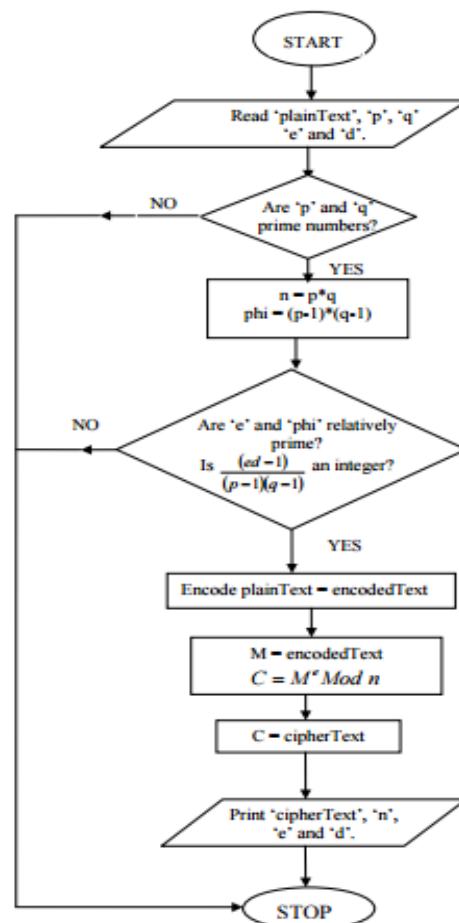 START
Read ‘plainText’, ‘p’, ‘q’
‘e’ and ‘d’.
NO
Are ‘p’ and ‘q’
prime numbers?
YES
n = p*q
phi = (p-1)*(q-1)
NO
Are ‘e’ and ‘phi’ relatively
prime?
Is (ed − 1)/(p − 1)(q − 1) an integer?
YES
Encode plainText = encodedText
M = encodedText
C = M^e Mod n
C = cipherText
Print ‘cipherText’, ‘n’,
‘e’ and ‘d’.
STOP